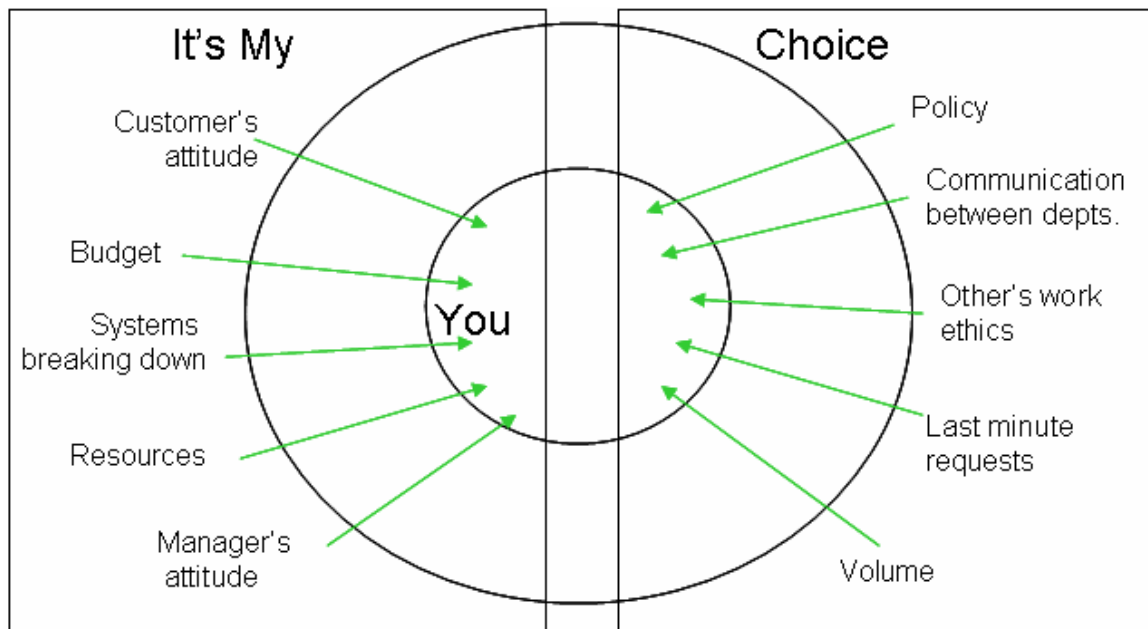 It's My
Choice
Customer's
attitude
Budget
Systems
breaking down
Resources
Manager's
attitude
You
Policy
Communication
between depts.
Other's work
ethics
Last minute
requests
Volume